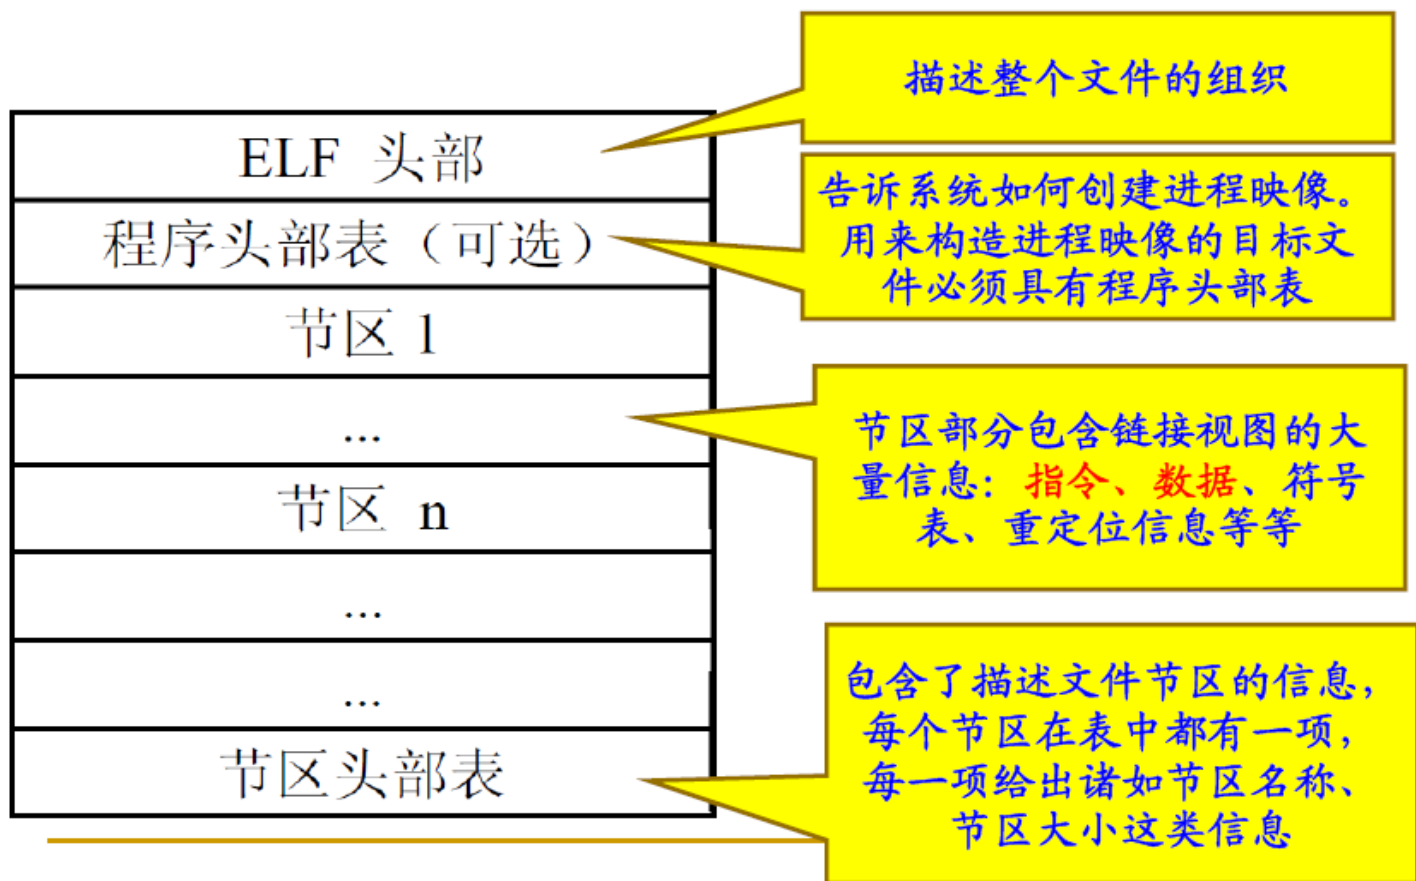 描述整个文件的组织
ELF 头部
告诉系统如何创建进程映像。
用来构造进程映像的目标文
件必须具有程序头部表
程序头部表（可选）
节区 1
...
节区部分包含链接视图的大
量信息：指令、数据、符号
表、重定位信息等等
节区 n
...
...
包含了描述文件节区的信息，
每个节区在表中都有一项，
每一项给出诸如节区名称、
节区大小这类信息
节区头部表